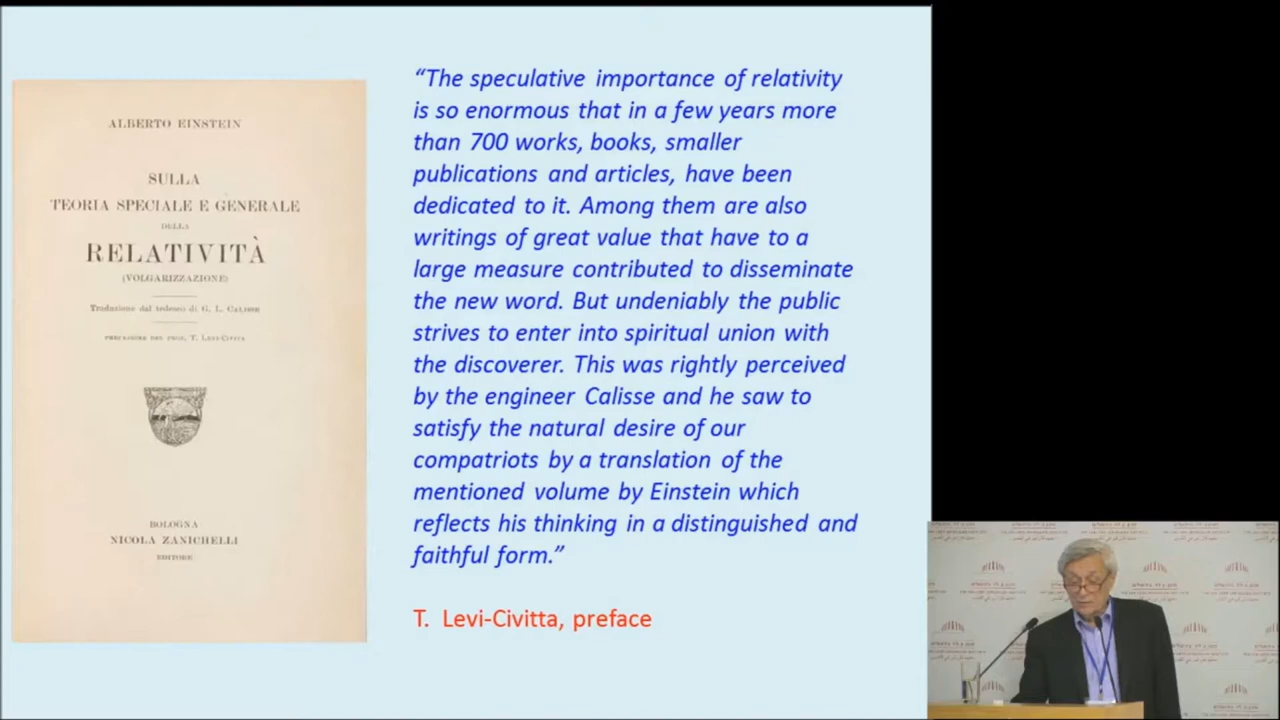 ALBERTO EINSTEIN
SULLA
TEORIA SPECIALE E GENERALE
DELLA
RELATIVITÀ
(VOLGARIZZAZIONE)
Traduzione dal tedesco di G. L. CALISSE
PREFAZIONE DEL PROF. T. LEVI-CIVITA
BOLOGNA
NICOLA ZANICHELLI
EDITORE
“The speculative importance of relativity
is so enormous that in a few years more
than 700 works, books, smaller
publications and articles, have been
dedicated to it. Among them are also
writings of great value that have to a
large measure contributed to disseminate
the new word. But undeniably the public
strives to enter into spiritual union with
the discoverer. This was rightly perceived
by the engineer Calisse and he saw to
satisfy the natural desire of our
compatriots by a translation of the
mentioned volume by Einstein which
reflects his thinking in a distinguished and
faithful form.”
T. Levi-Civitta, preface